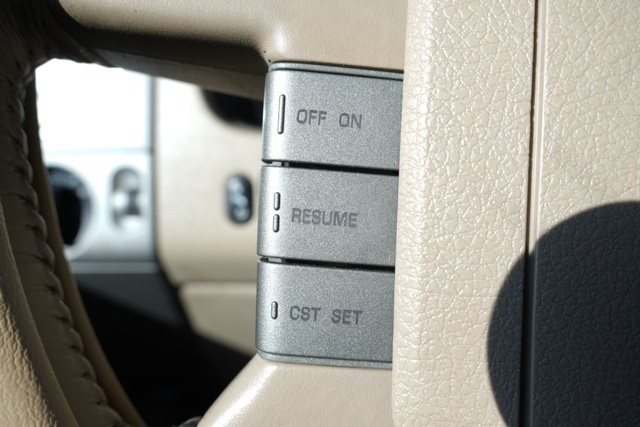 OFF ON
RESUME
CST SET